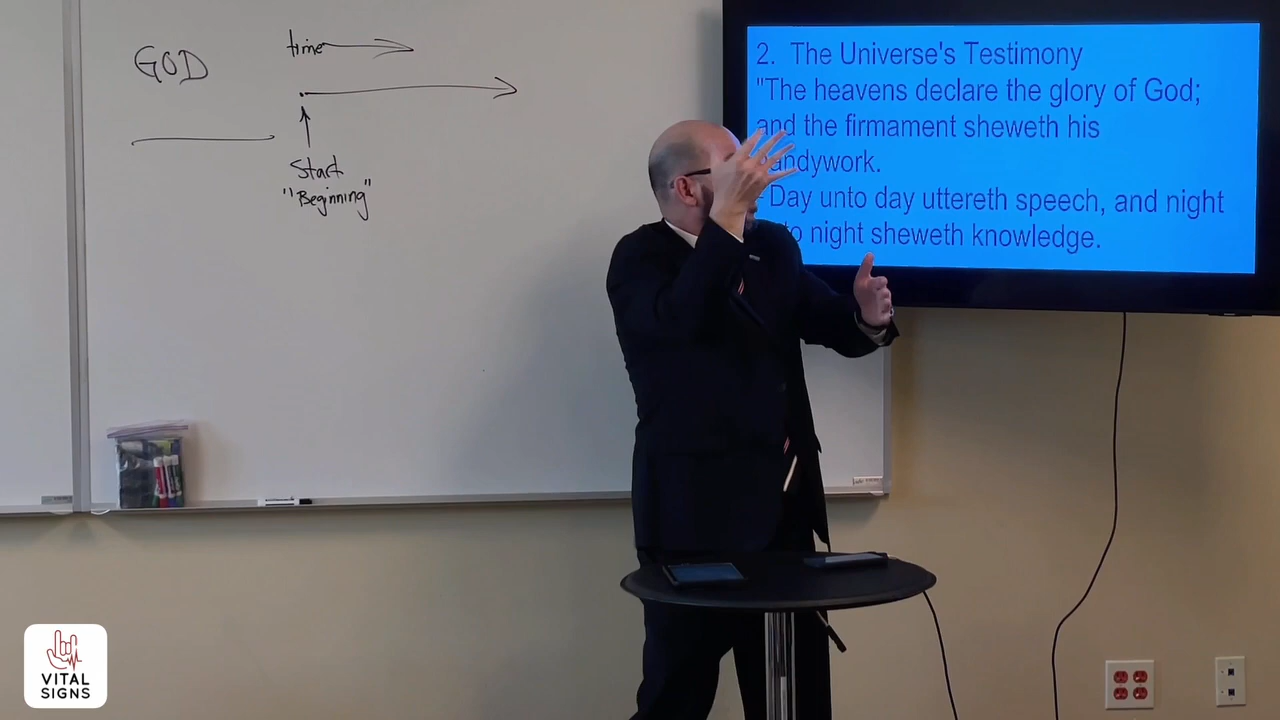 GOD
time
Start
"Beginning"
2. The Universe's Testimony
"The heavens declare the glory of God;
and the firmament sheweth his
andywork.
Day unto day uttereth speech, and night
to night sheweth knowledge.
VITAL
SIGNS